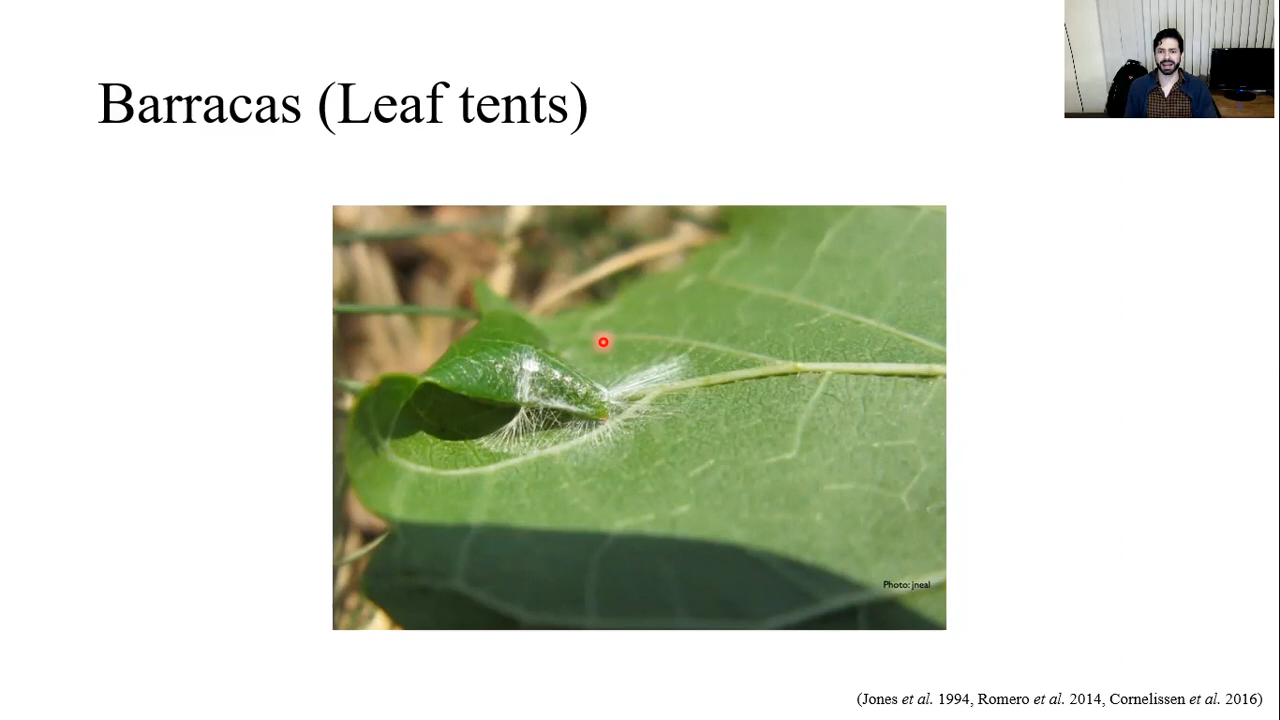 Barracas (Leaf tents)
Photo: jneal
(Jones et al. 1994, Romero et al. 2014, Cornelissen et al. 2016)